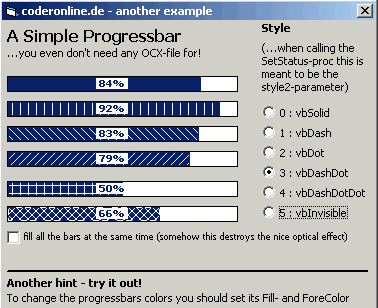 coderonline.de - another example
A Simple Progressbar
...you even don't need any OCX-file for!
84%
92%
83%
79%
50%
66%
Style
(...when calling the
SetStatus-proc this is
meant to be the
style2-parameter)
0 : vbSolid
1 : vbDash
2 : vbDot
3 : vbDashDot
4 : vbDashDotDot
5 : vbInvisible
fill all the bars at the same time (somehow this destroys the nice optical effect)
Another hint - try it out!
To change the progressbars colors you should set its Fill- and ForeColor